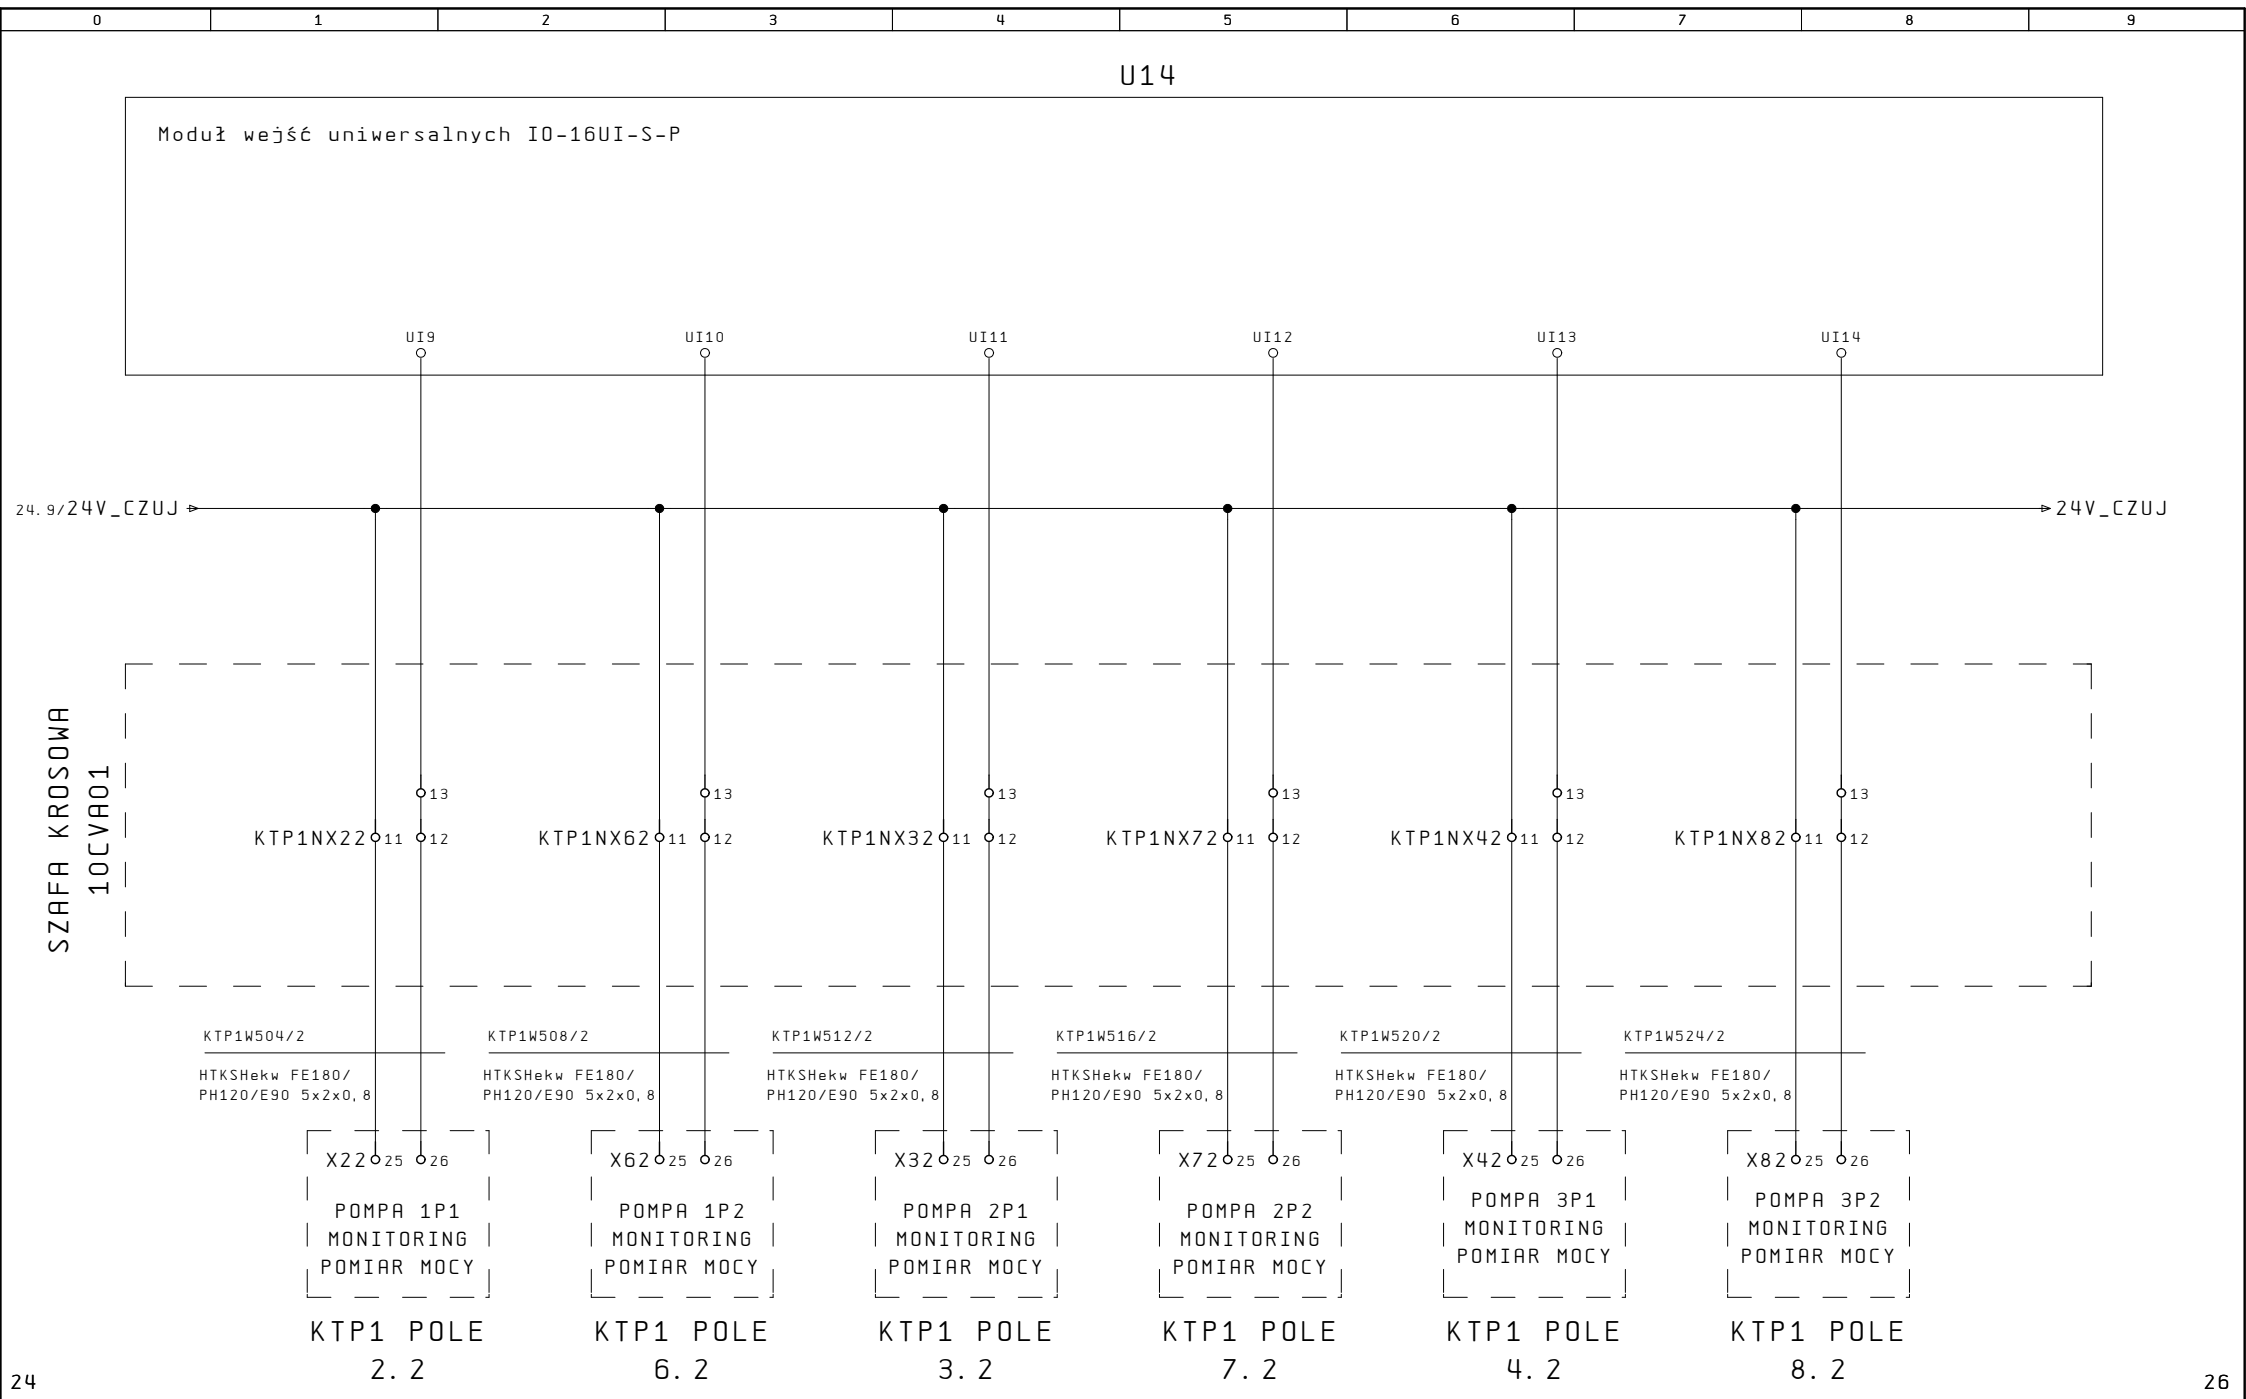 0 1 2 3 4 5 6 7 8 9
U14
Moduł wejść uniwersalnych IO-16UI-S-P
UI9 UI10 UI11 UI12 UI13 UI14
24.9/24V_CZUJ 24V_CZUJ
SZAFA KROSOWA
10CVA01
13 13 13 13 13 13
KTP1NX22 11 12 KTP1NX62 11 12 KTP1NX32 11 12 KTP1NX72 11 12 KTP1NX42 11 12 KTP1NX82 11 12
KTP1W504/2 KTP1W508/2 KTP1W512/2 KTP1W516/2 KTP1W520/2 KTP1W524/2
HTKSHekw FE180/ HTKSHekw FE180/ HTKSHekw FE180/ HTKSHekw FE180/ HTKSHekw FE180/ HTKSHekw FE180/
PH120/E90 5x2x0,8 PH120/E90 5x2x0,8 PH120/E90 5x2x0,8 PH120/E90 5x2x0,8 PH120/E90 5x2x0,8 PH120/E90 5x2x0,8
X22 25 26 X62 25 26 X32 25 26 X72 25 26 X42 25 26 X82 25 26
POMPA 1P1 POMPA 1P2 POMPA 2P1 POMPA 2P2 POMPA 3P1 POMPA 3P2
MONITORING MONITORING MONITORING MONITORING MONITORING MONITORING
POMIAR MOCY POMIAR MOCY POMIAR MOCY POMIAR MOCY POMIAR MOCY POMIAR MOCY
KTP1 POLE KTP1 POLE KTP1 POLE KTP1 POLE KTP1 POLE KTP1 POLE
2.2 6.2 3.2 7.2 4.2 8.2
24 26